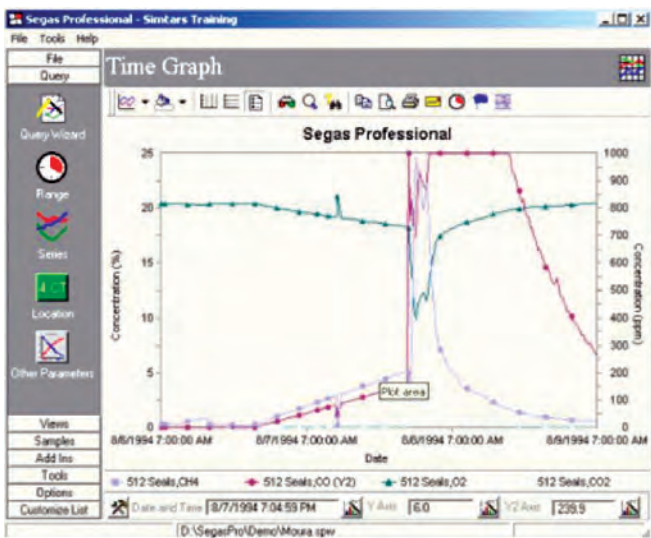 Segas Professional - Simtars Training
File Tools Help
File
Query
Query Wizard
Range
Series
Location
Other Parameters
Views
Samples
Add Ins
Tools
Options
Customize List
Time Graph
Segas Professional
Concentration (%)
25
20
15
10
5
0
1000
900
800
700
600
500
400
300
200
100
0
Concentration (ppm)
Plot area
8/6/1994 7:00:00 AM 8/7/1994 7:00:00 AM 8/8/1994 7:00:00 AM 8/9/1994 7:00:00 AM
Date
512 Seals,CH4 512 Seals,CO (Y2) 512 Seals,O2 512 Seals,CO2
Date and Time 8/7/1994 7:04:59 PM Y Axis 6.0 Y2 Axis 239.9
D:\SegasPro\Demo\Moura.spw